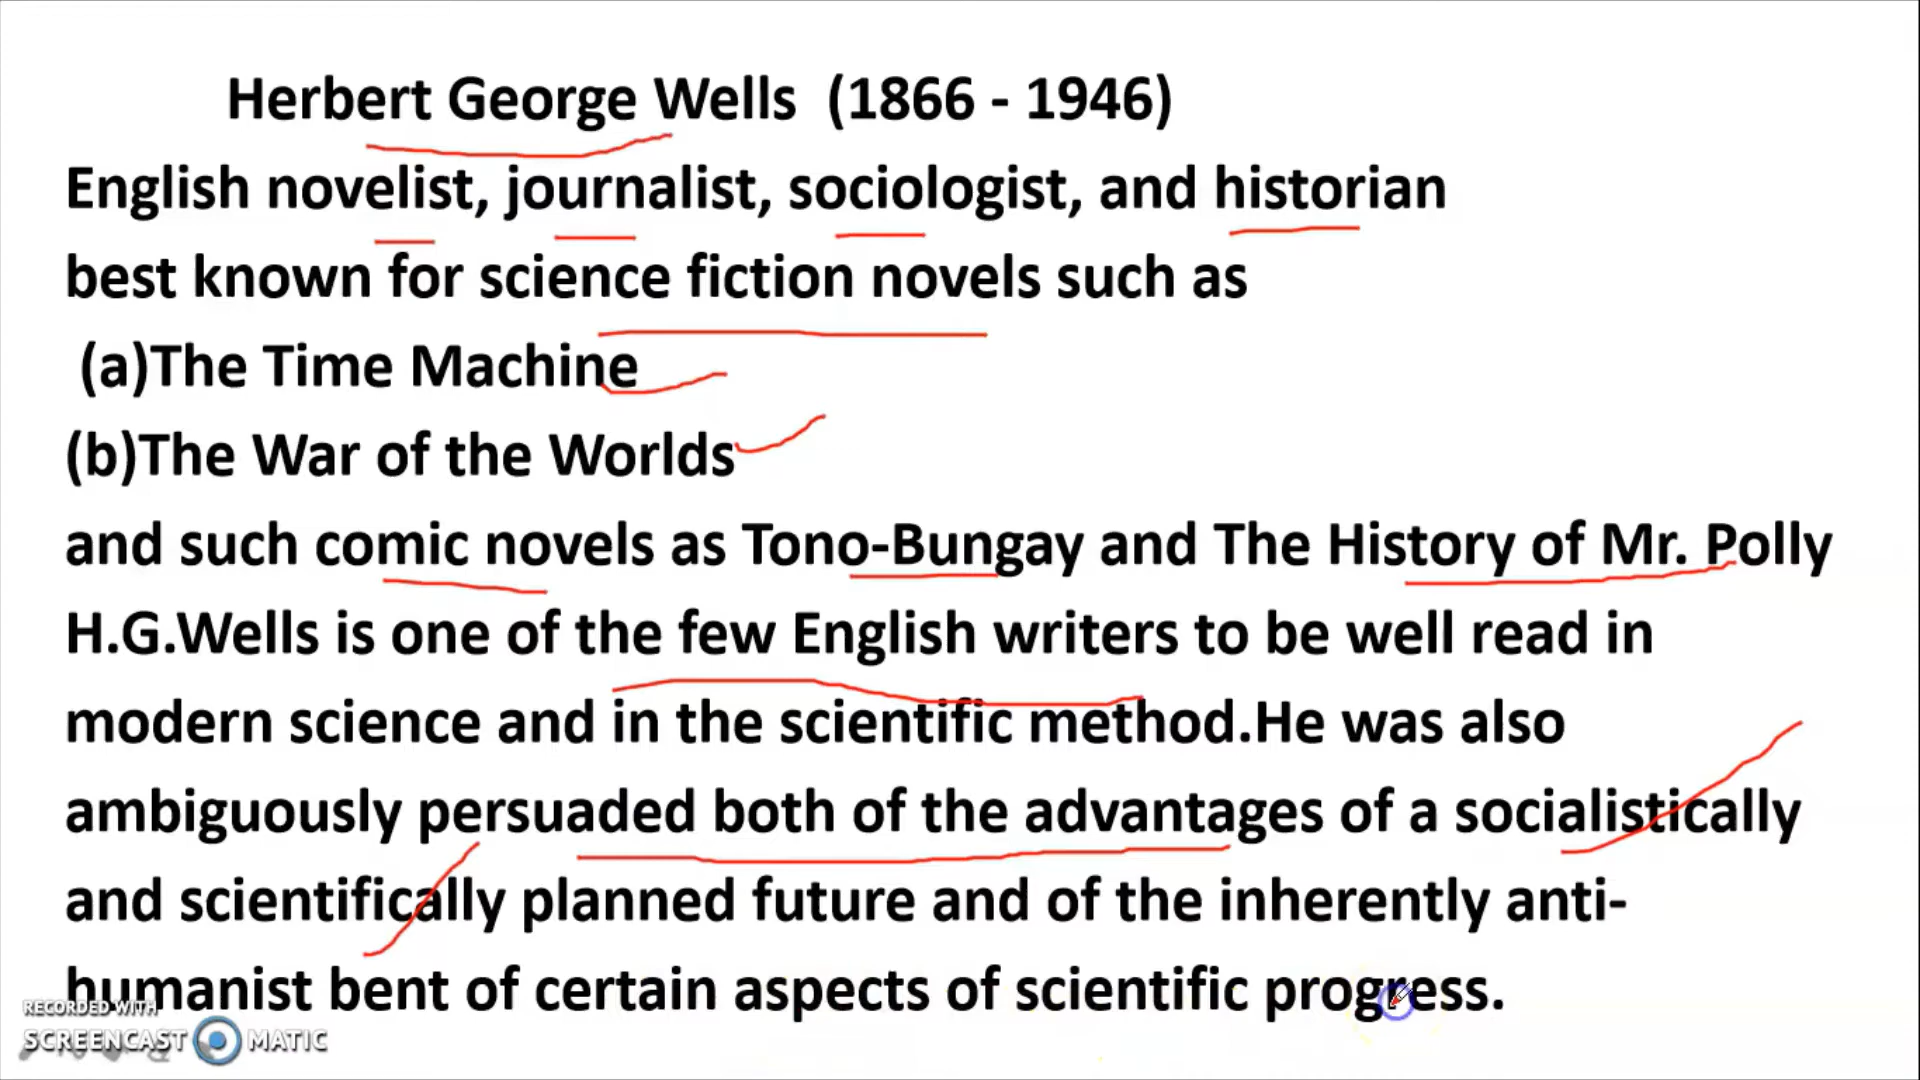 Herbert George Wells (1866 - 1946)
English novelist, journalist, sociologist, and historian
best known for science fiction novels such as
(a)The Time Machine
(b)The War of the Worlds
and such comic novels as Tono-Bungay and The History of Mr. Polly
H.G.Wells is one of the few English writers to be well read in
modern science and in the scientific method.He was also
ambiguously persuaded both of the advantages of a socialistically
and scientifically planned future and of the inherently anti-
humanist bent of certain aspects of scientific progress.
RECORDED WITH
SCREENCAST MATIC